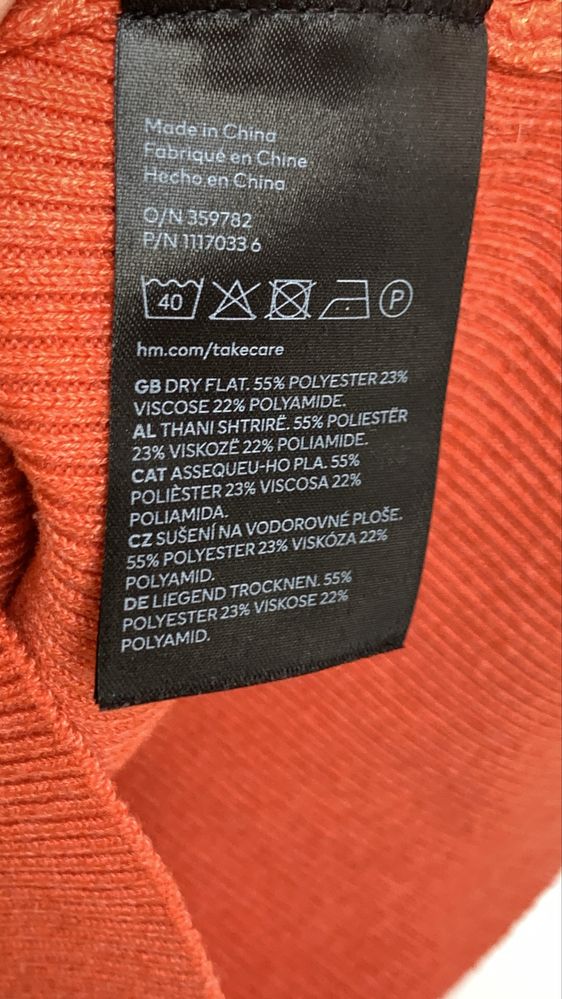 Made in China
Fabriqué en Chine
Hecho en China
O/N 359782
P/N 1117033 6
40 P
hm.com/takecare
GB DRY FLAT. 55% POLYESTER 23%
VISCOSE 22% POLYAMIDE.
AL THANI SHTRIRË. 55% POLIESTËR
23% VISKOZË 22% POLIAMIDE.
CAT ASSEQUEU-HO PLA. 55%
POLIÈSTER 23% VISCOSA 22%
POLIAMIDA.
CZ SUŠENÍ NA VODOROVNÉ PLOŠE.
55% POLYESTER 23% VISKÓZA 22%
POLYAMID.
DE LIEGEND TROCKNEN. 55%
POLYESTER 23% VISKOSE 22%
POLYAMID.